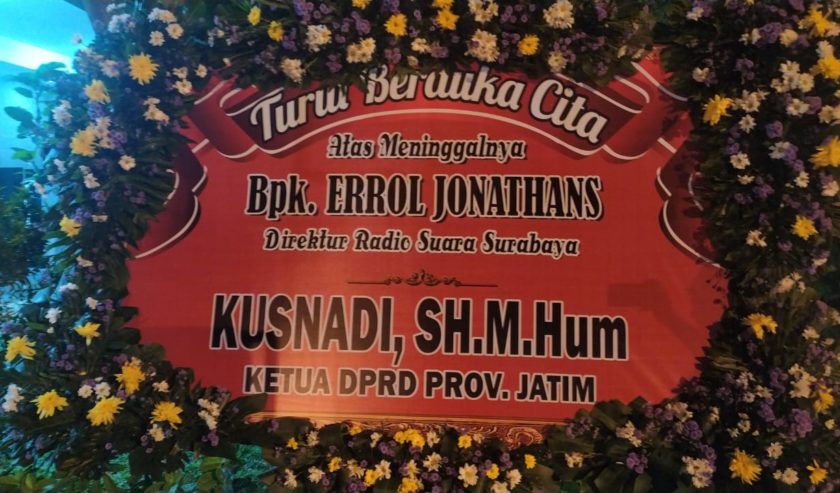 Turut Berduka Cita
Atas Meninggalnya
Bpk. ERROL JONATHANS
Direktur Radio Suara Surabaya
KUSNADI, SH.M.Hum
KETUA DPRD PROV. JATIM